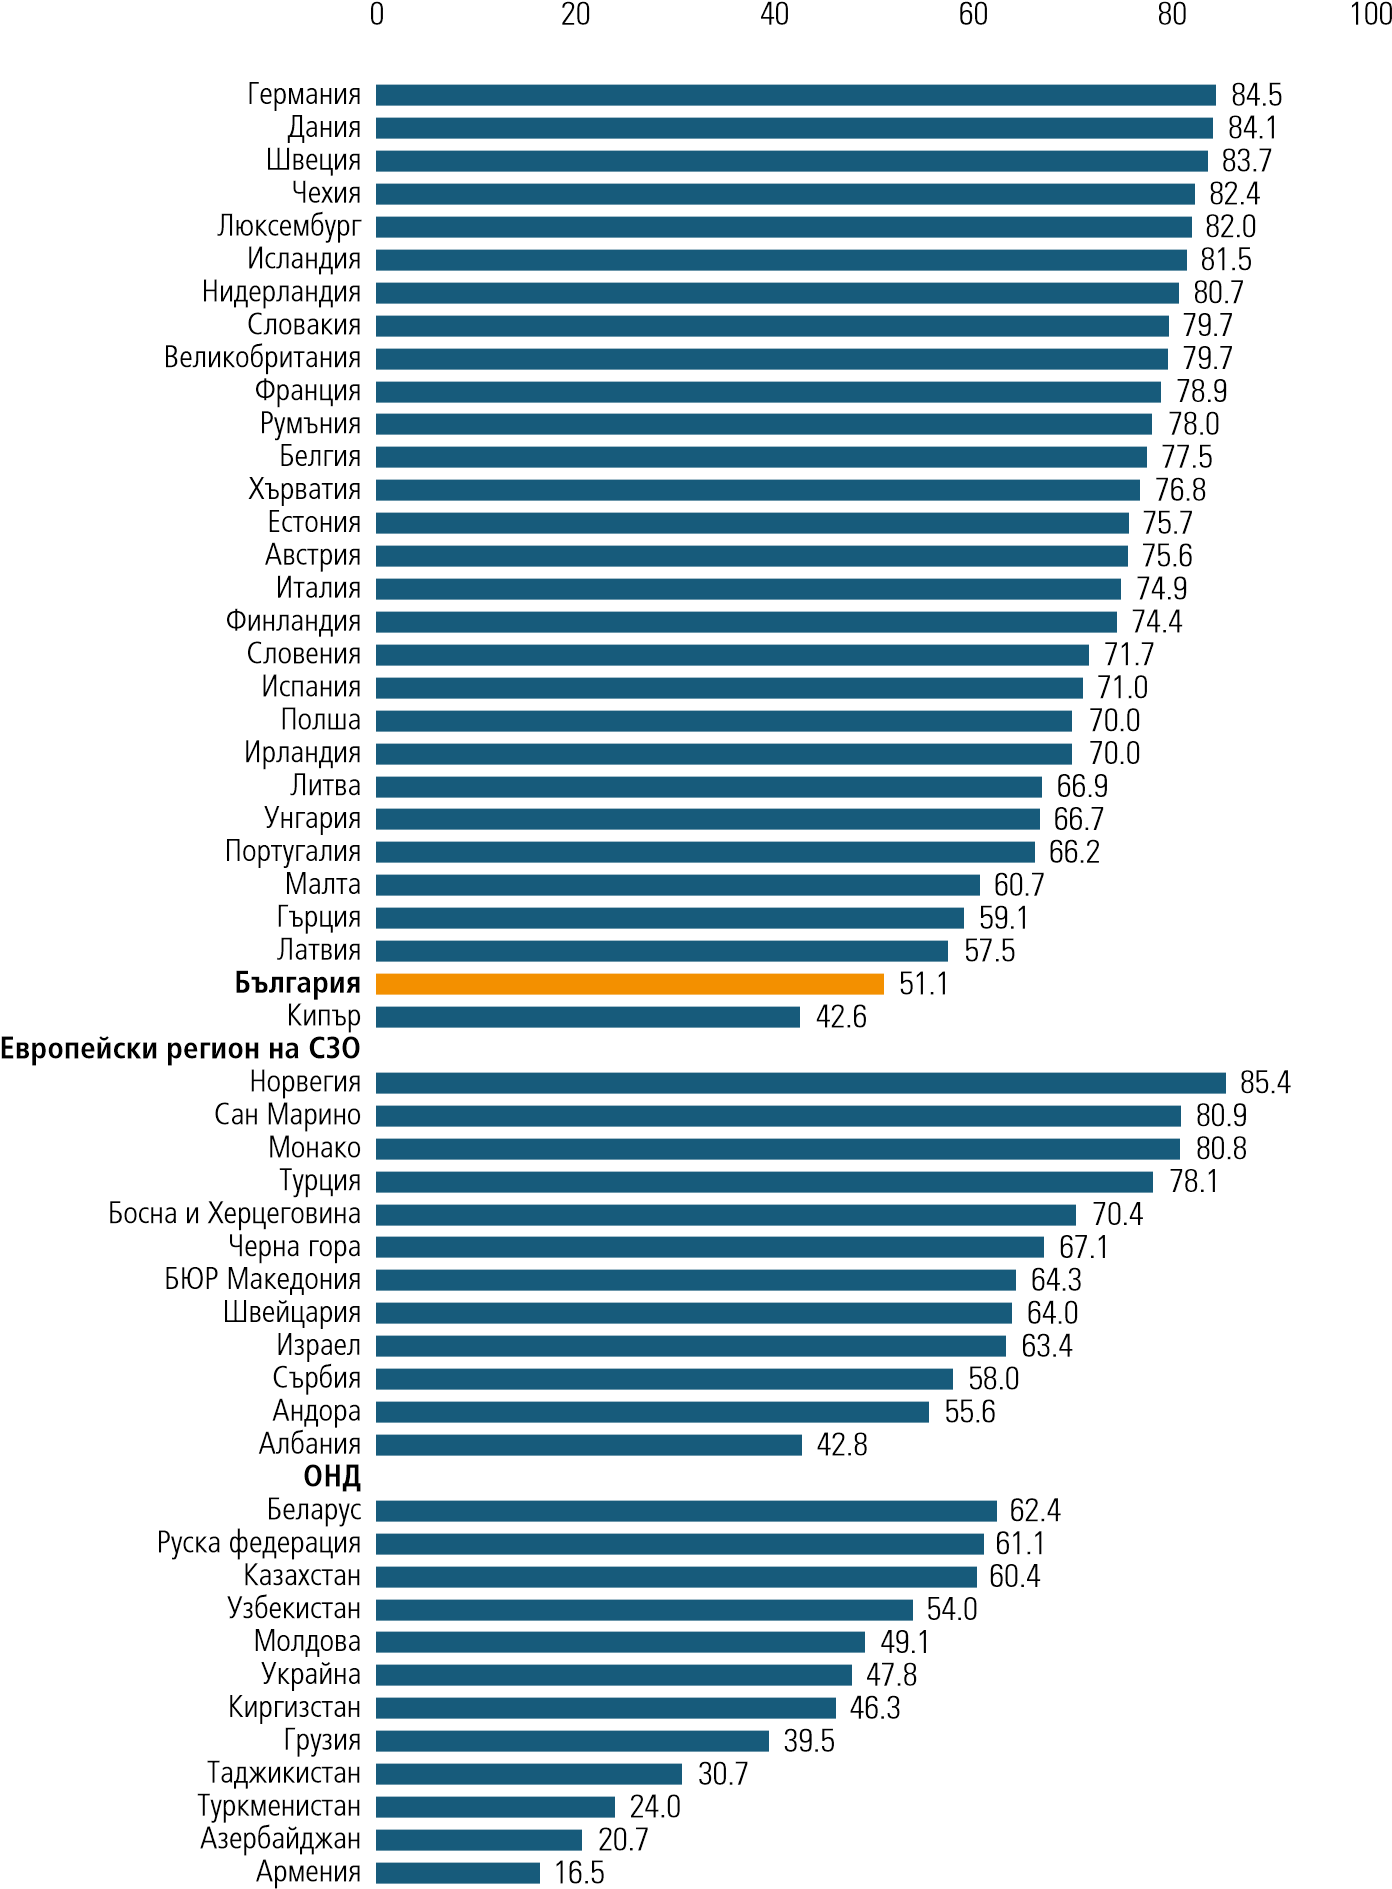 0 20 40 60 80 100
Германия 84.5
Дания 84.1
Швеция 83.7
Чехия 82.4
Люксембург 82.0
Исландия 81.5
Нидерландия 80.7
Словакия 79.7
Великобритания 79.7
Франция 78.9
Румъния 78.0
Белгия 77.5
Хърватия 76.8
Естония 75.7
Австрия 75.6
Италия 74.9
Финландия 74.4
Словения 71.7
Испания 71.0
Полша 70.0
Ирландия 70.0
Литва 66.9
Унгария 66.7
Португалия 66.2
Малта 60.7
Гърция 59.1
Латвия 57.5
България 51.1
Кипър 42.6
Европейски регион на СЗО
Норвегия 85.4
Сан Марино 80.9
Монако 80.8
Турция 78.1
Босна и Херцеговина 70.4
Черна гора 67.1
БЮР Македония 64.3
Швейцария 64.0
Израел 63.4
Сърбия 58.0
Андора 55.6
Албания 42.8
ОНД
Беларус 62.4
Руска федерация 61.1
Казахстан 60.4
Узбекистан 54.0
Молдова 49.1
Украйна 47.8
Киргизстан 46.3
Грузия 39.5
Таджикистан 30.7
Туркменистан 24.0
Азербайджан 20.7
Армения 16.5